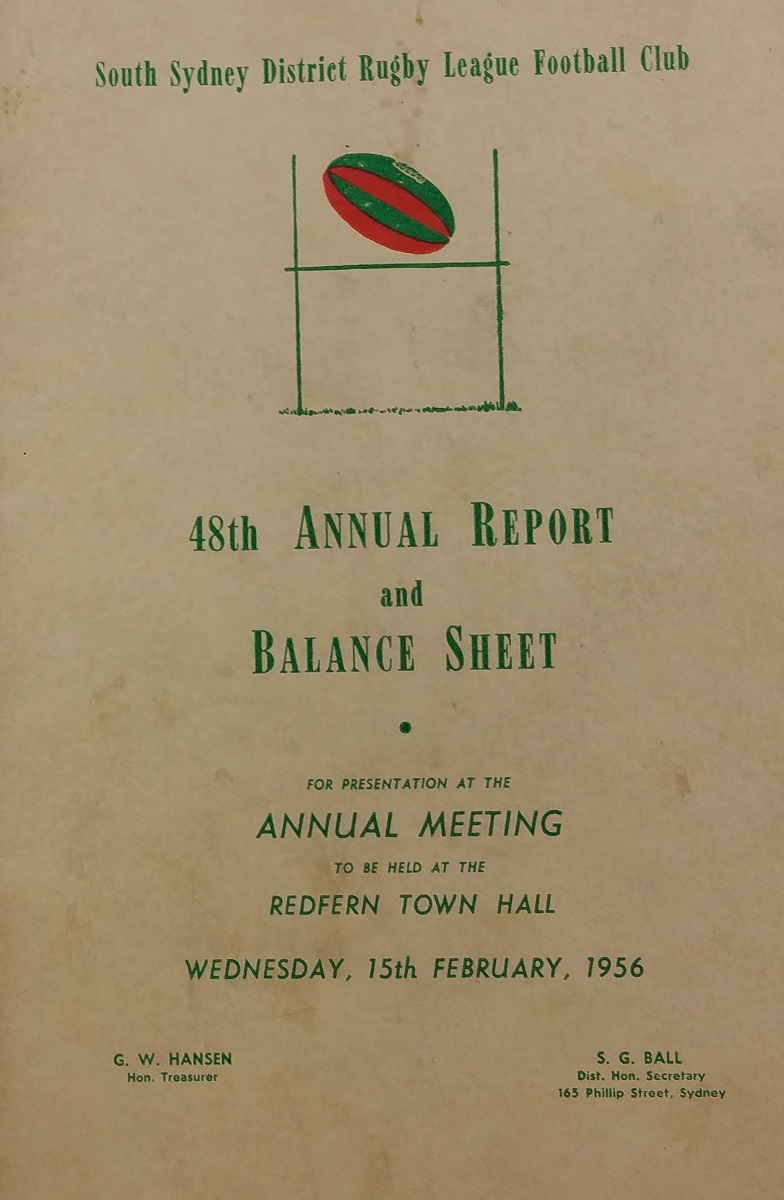 South Sydney District Rugby League Football Club
48th ANNUAL REPORT
and
BALANCE SHEET
FOR PRESENTATION AT THE
ANNUAL MEETING
TO BE HELD AT THE
REDFERN TOWN HALL
WEDNESDAY, 15th FEBRUARY, 1956
G. W. HANSEN
Hon. Treasurer
S. G. BALL
Dist. Hon. Secretary
165 Phillip Street, Sydney